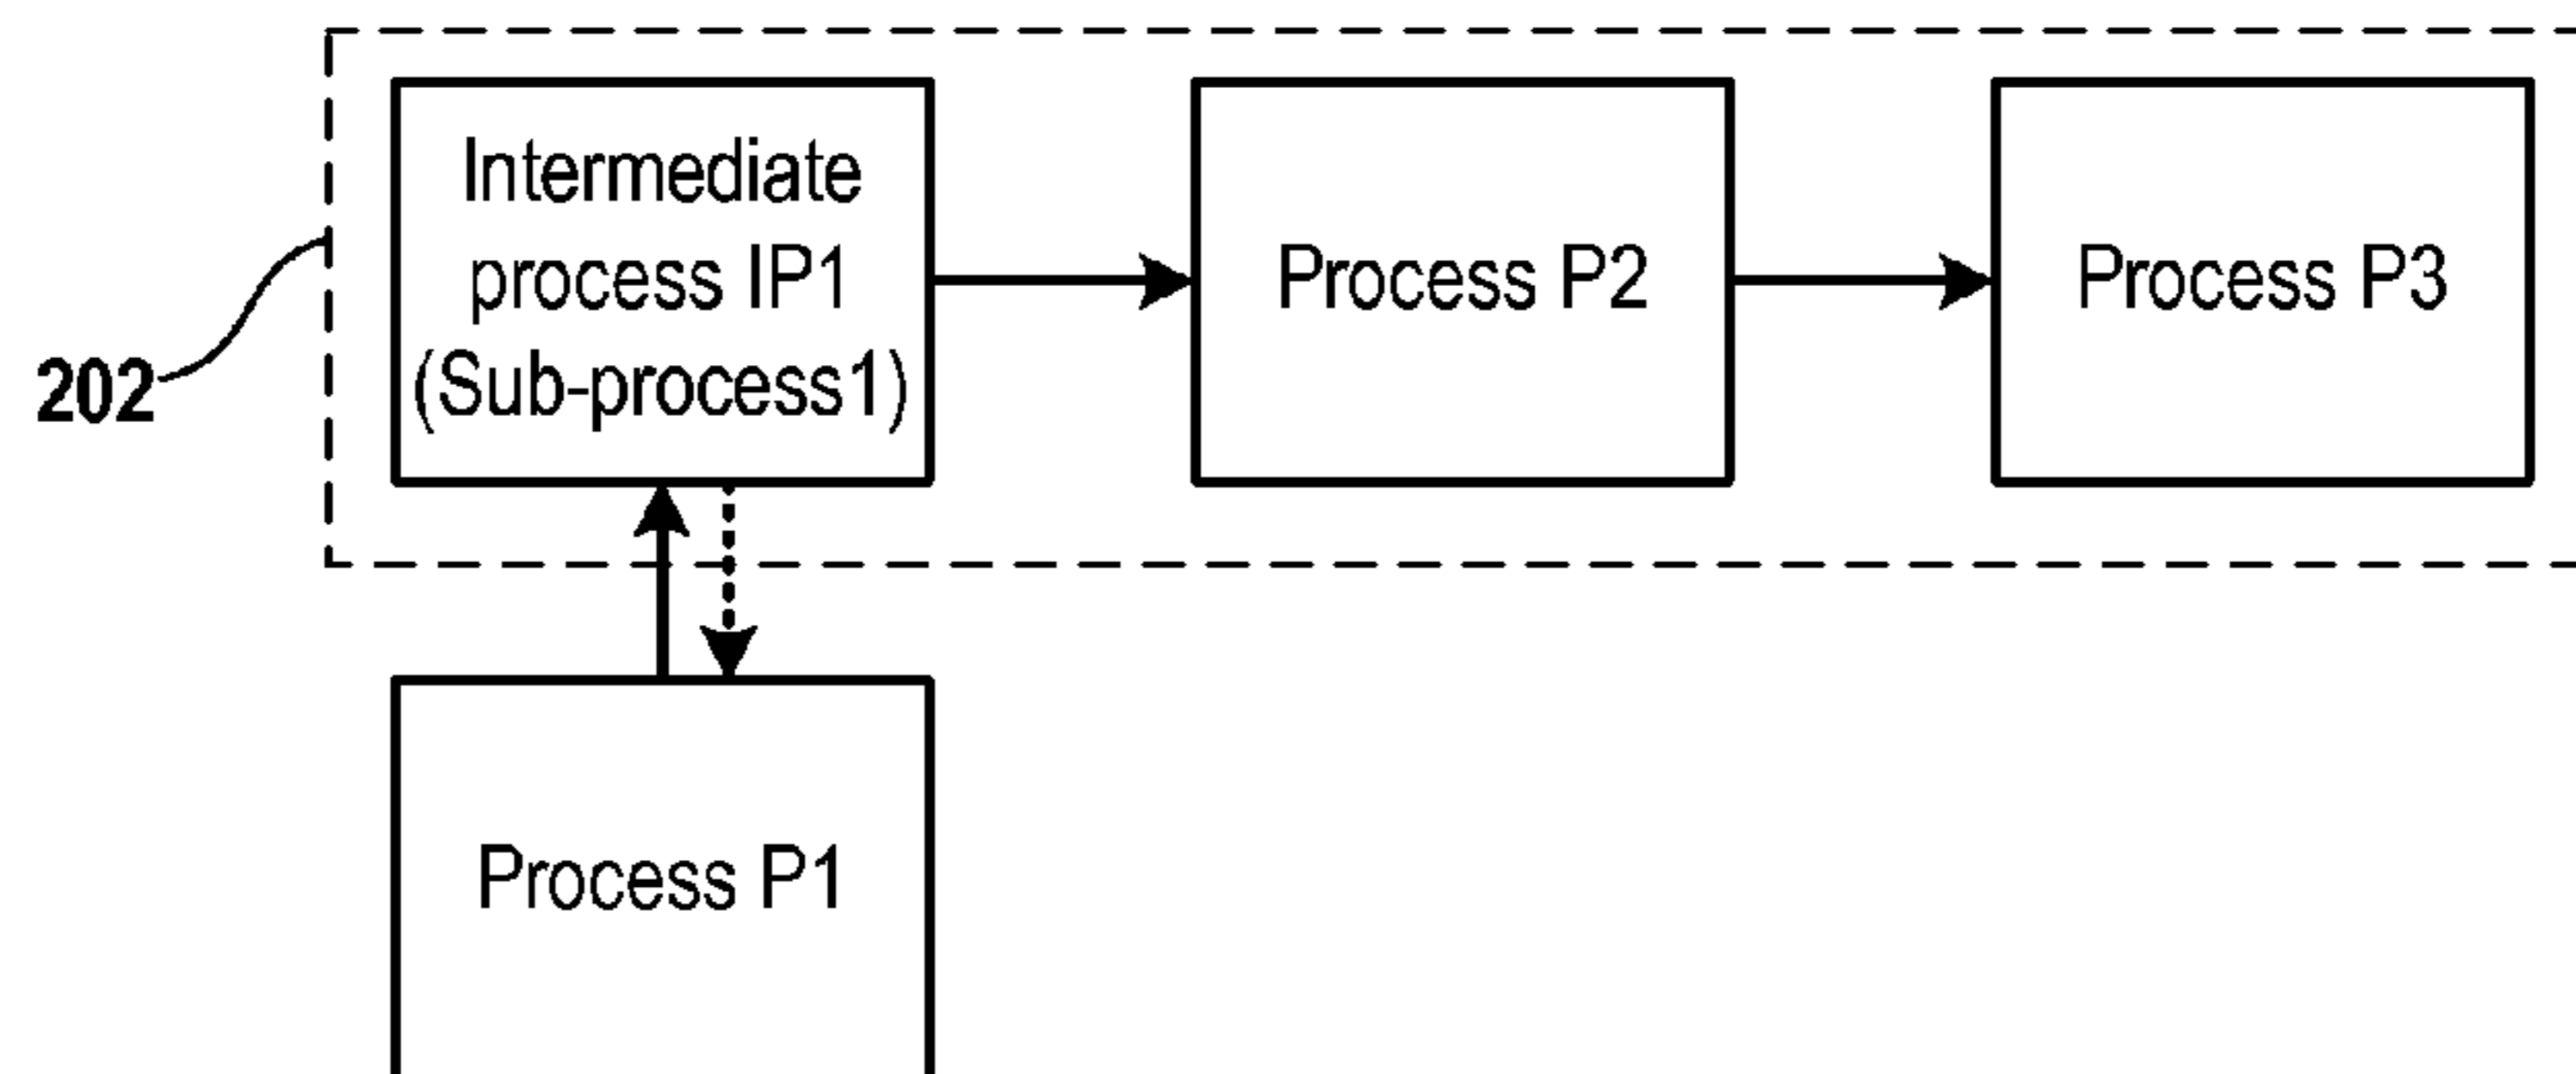 Intermediate
process IP1
(Sub-process1)
Process P2
Process P3
202
Process P1